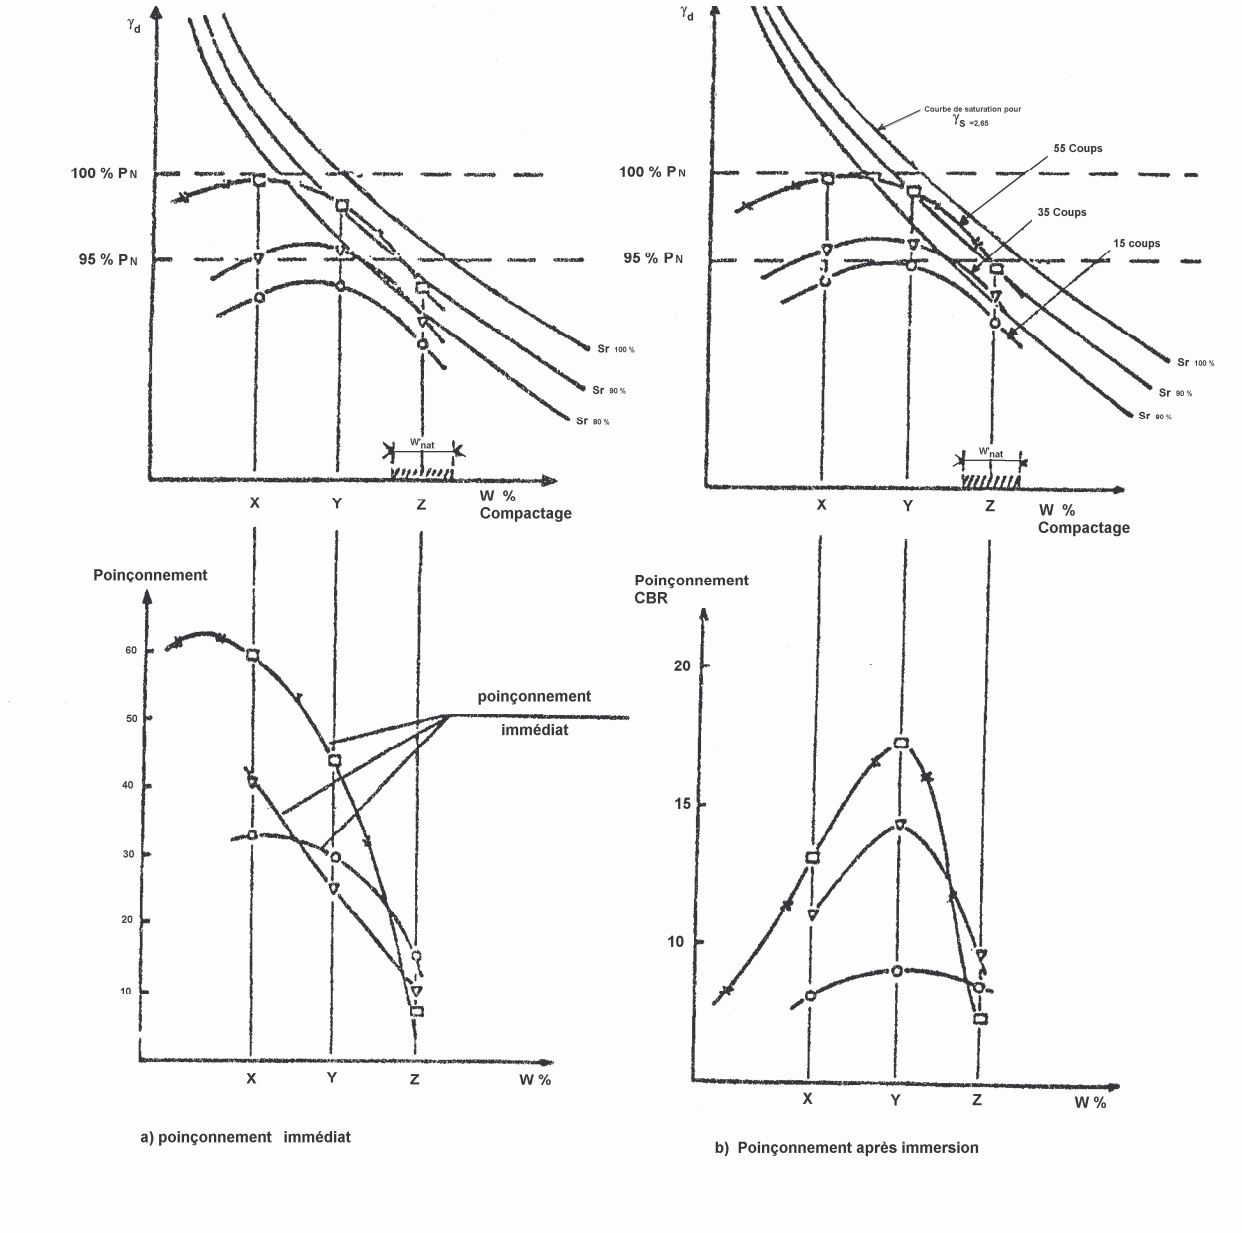 γd
100 % PN
95 % PN
Sr 100 %
Sr 90 %
Sr 80 %
W'nat
X Y Z
W %
Compactage
γd
Courbe de saturation pour
γS =2,65
55 Coups
100 % PN
35 Coups
15 coups
95 % PN
Sr 100 %
Sr 90 %
Sr 80 %
W'nat
X Y Z
W %
Compactage
Poinçonnement
60
50
40
30
20
10
poinçonnement
immédiat
X Y Z W %
a) poinçonnement immédiat
Poinçonnement
CBR
20
15
10
X Y Z W %
b) Poinçonnement après immersion